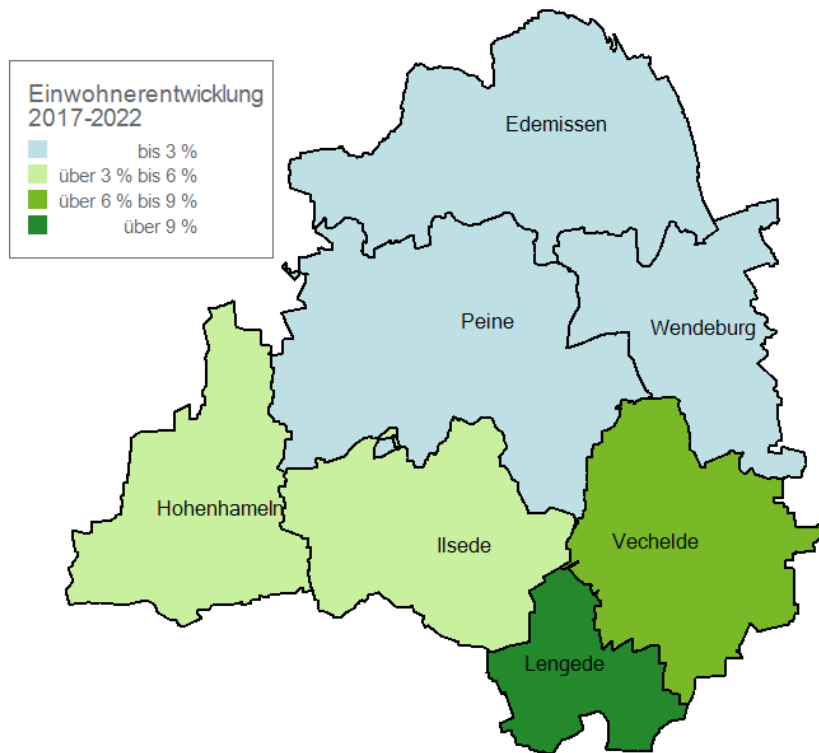 Einwohnerentwicklung
2017-2022
bis 3 %
über 3 % bis 6 %
über 6 % bis 9 %
über 9 %
Edemissen
Peine
Wendeburg
Hohenhameln
Ilsede
Vechelde
Lengede